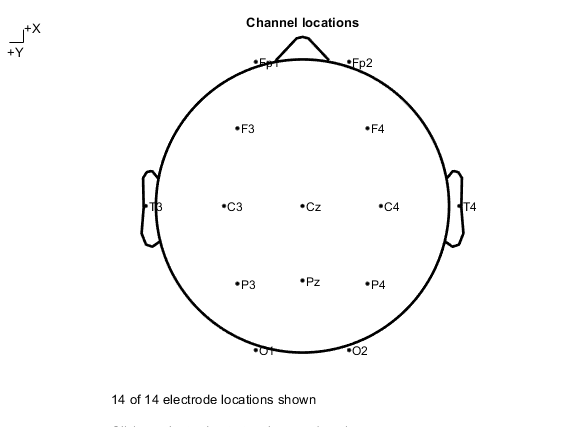 Channel locations
+X
+Y
Fp1 Fp2
F3 F4
T3 C3 Cz C4 T4
P3 Pz P4
O1 O2
14 of 14 electrode locations shown